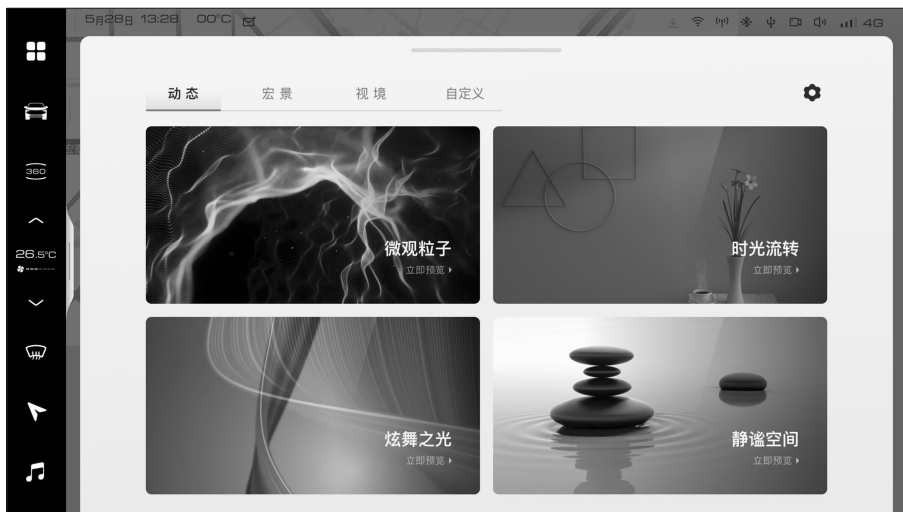 5月28日 13:28 00°C
4G
动 态 宏 景 视 境 自定义
360
26.5°C
微观粒子
立即预览
时光流转
立即预览
炫舞之光
立即预览
静谧空间
立即预览